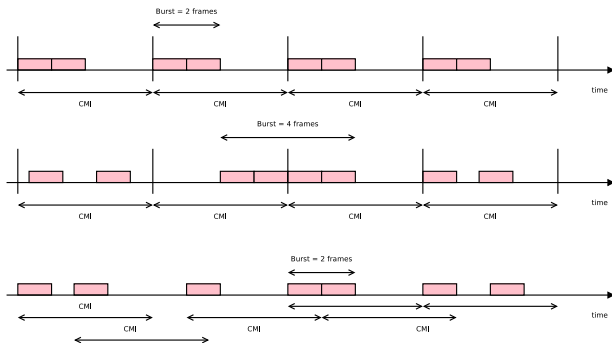 Burst = 2 frames
time
CMI CMI CMI CMI
Burst = 4 frames
time
CMI CMI CMI CMI
Burst = 2 frames
CMI
time
CMI CMI CMI